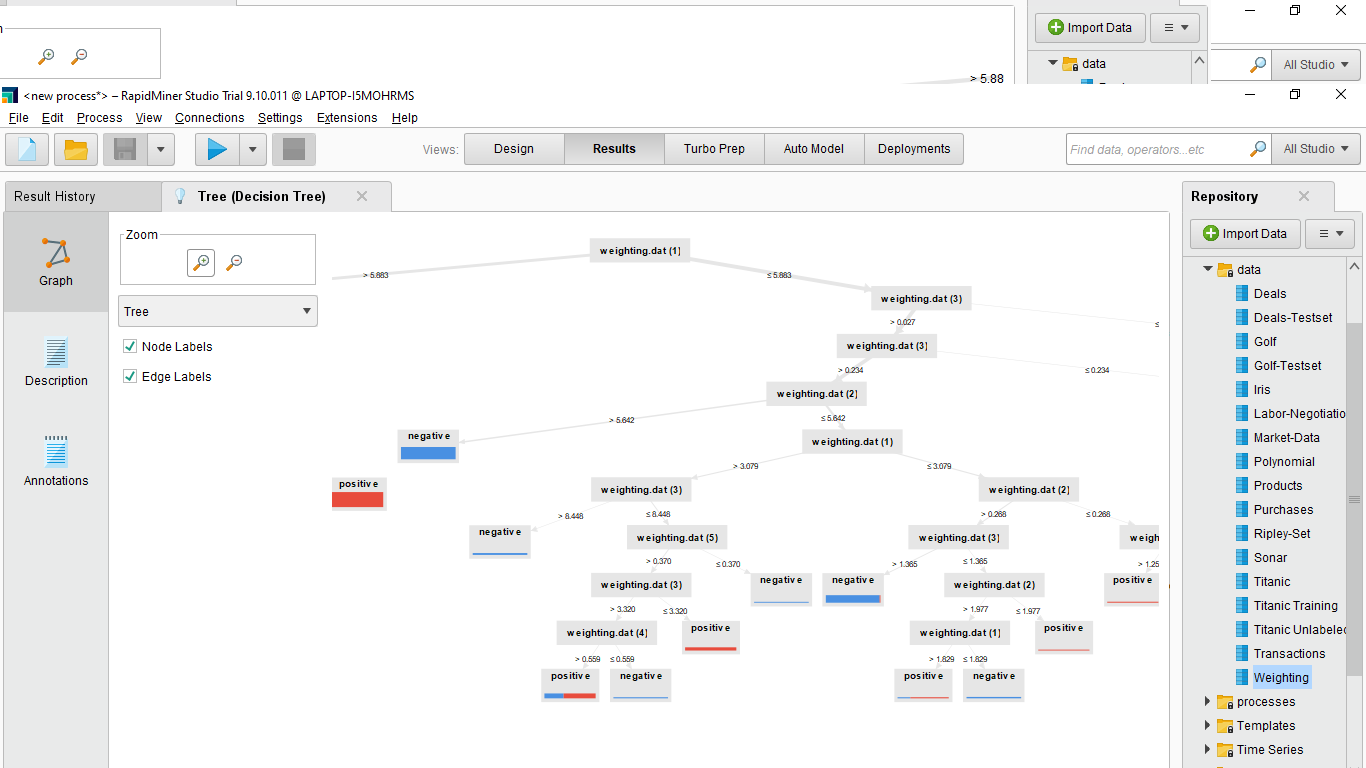 Import Data
data
All Studio
> 5.88
<new process*> – RapidMiner Studio Trial 9.10.011 @ LAPTOP-I5MOHRMS
File Edit Process View Connections Settings Extensions Help
Views: Design Results Turbo Prep Auto Model Deployments
Find data, operators...etc All Studio
Result History
Tree (Decision Tree)
Graph
Description
Annotations
Zoom
Tree
Node Labels
Edge Labels
weighting.dat (1)
> 5.883 ≤ 5.883
weighting.dat (3)
> 0.027 ≤
weighting.dat (3)
> 0.234 ≤ 0.234
weighting.dat (2)
> 5.642 ≤ 5.642
negative weighting.dat (1)
> 3.079 ≤ 3.079
positive weighting.dat (3) weighting.dat (2)
> 8.448 ≤ 8.448 > 0.268 ≤ 0.268
negative weighting.dat (5) weighting.dat (3) weigh
> 0.370 ≤ 0.370 > 1.365 ≤ 1.365 > 1.25
weighting.dat (3) negative negative weighting.dat (2) positive
> 3.320 ≤ 3.320 > 1.977 ≤ 1.977
weighting.dat (4) positive weighting.dat (1) positive
> 0.559 ≤ 0.559 > 1.829 ≤ 1.829
positive negative positive negative
Repository
Import Data
data
Deals
Deals-Testset
Golf
Golf-Testset
Iris
Labor-Negotiatio
Market-Data
Polynomial
Products
Purchases
Ripley-Set
Sonar
Titanic
Titanic Training
Titanic Unlabeled
Transactions
Weighting
processes
Templates
Time Series